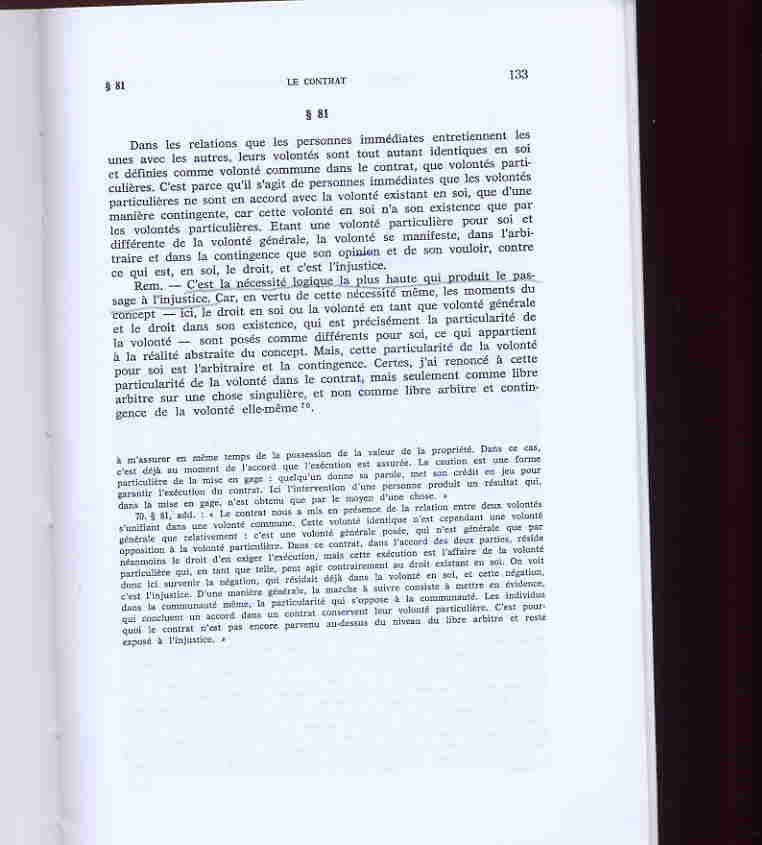 § 81
LE CONTRAT
133
§ 81
Dans les relations que les personnes immédiates entretiennent les
unes avec les autres, leurs volontés sont tout autant identiques en soi
et définies comme volonté commune dans le contrat, que volontés parti-
culières. C'est parce qu'il s'agit de personnes immédiates que les volontés
particulières ne sont en accord avec la volonté existant en soi, que d'une
manière contingente, car cette volonté en soi n'a son existence que par
les volontés particulières. Etant une volonté particulière pour soi et
différente de la volonté générale, la volonté se manifeste, dans l'arbi-
traire et dans la contingence que son opinion et de son vouloir, contre
ce qui est, en soi, le droit, et c'est l'injustice.
Rem. — C'est la nécessité logique la plus haute qui produit le pas-
sage à l'injustice. Car, en vertu de cette nécessité même, les moments du
concept — ici, le droit en soi ou la volonté en tant que volonté générale
et le droit dans son existence, qui est précisément la particularité de
la volonté — sont posés comme différents pour soi, ce qui appartient
à la réalité abstraite du concept. Mais, cette particularité de la volonté
pour soi est l'arbitraire et la contingence. Certes, j'ai renoncé à cette
particularité de la volonté dans le contrat, mais seulement comme libre
arbitre sur une chose singulière, et non comme libre arbitre et contin-
gence de la volonté elle-même 70.
à m'assurer en même temps de la possession de la valeur de la propriété. Dans ce cas,
c'est déjà au moment de l'accord que l'exécution est assurée. La caution est une forme
particulière de la mise en gage : quelqu'un donne sa parole, met son crédit en jeu pour
garantir l'exécution du contrat. Ici l'intervention d'une personne produit un résultat qui,
dans la mise en gage, n'est obtenu que par le moyen d'une chose. »
70. § 81, add. : « Le contrat nous a mis en présence de la relation entre deux volontés
s'unifiant dans une volonté commune. Cette volonté identique n'est cependant une volonté
générale que relativement : c'est une volonté générale posée, qui n'est générale que par
opposition à la volonté particulière. Dans ce contrat, dans l'accord des deux parties, réside
néanmoins le droit d'en exiger l'exécution, mais cette exécution est l'affaire de la volonté
particulière qui, en tant que telle, peut agir contrairement au droit existant en soi. On voit
donc ici survenir la négation, qui résidait déjà dans la volonté en soi, et cette négation,
c'est l'injustice. D'une manière générale, la marche à suivre consiste à mettre en évidence,
dans la communauté même, la particularité qui s'oppose à la communauté. Les individus
qui concluent un accord dans un contrat conservent leur volonté particulière. C'est pour-
quoi le contrat n'est pas encore parvenu au-dessus du niveau du libre arbitre et reste
exposé à l'injustice. »